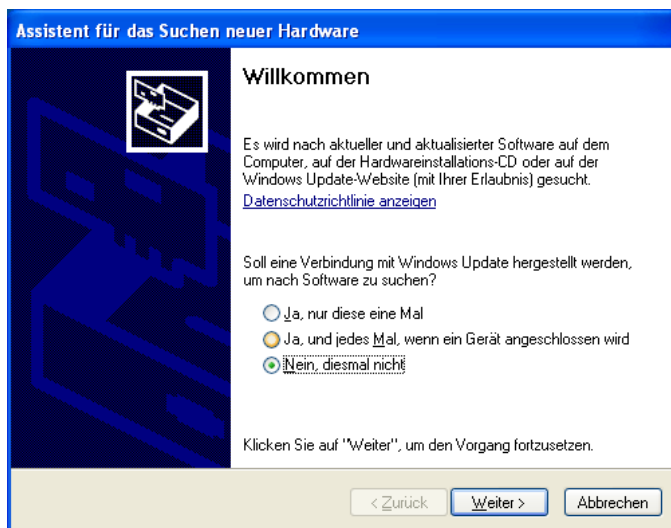 Assistent für das Suchen neuer Hardware
Willkommen
Es wird nach aktueller und aktualisierter Software auf dem
Computer, auf der Hardwareinstallations-CD oder auf der
Windows Update-Website (mit Ihrer Erlaubnis) gesucht.
Datenschutzrichtlinie anzeigen
Soll eine Verbindung mit Windows Update hergestellt werden,
um nach Software zu suchen?
Ja, nur diese eine Mal
Ja, und jedes Mal, wenn ein Gerät angeschlossen wird
Nein, diesmal nicht
Klicken Sie auf "Weiter", um den Vorgang fortzusetzen.
< Zurück Weiter > Abbrechen